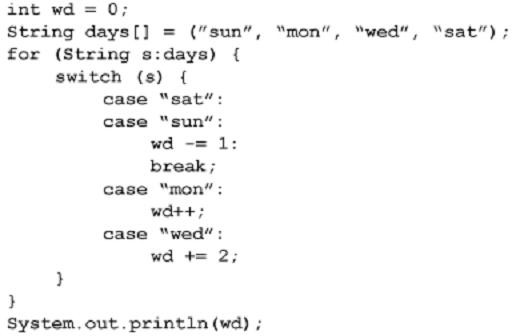 int wd = 0;
String days[] = ("sun", "mon", "wed", "sat");
for (String s:days) {
switch (s) {
case "sat":
case "sun":
wd -= 1:
break;
case "mon":
wd++;
case "wed":
wd += 2;
}
}
System.out.println(wd);